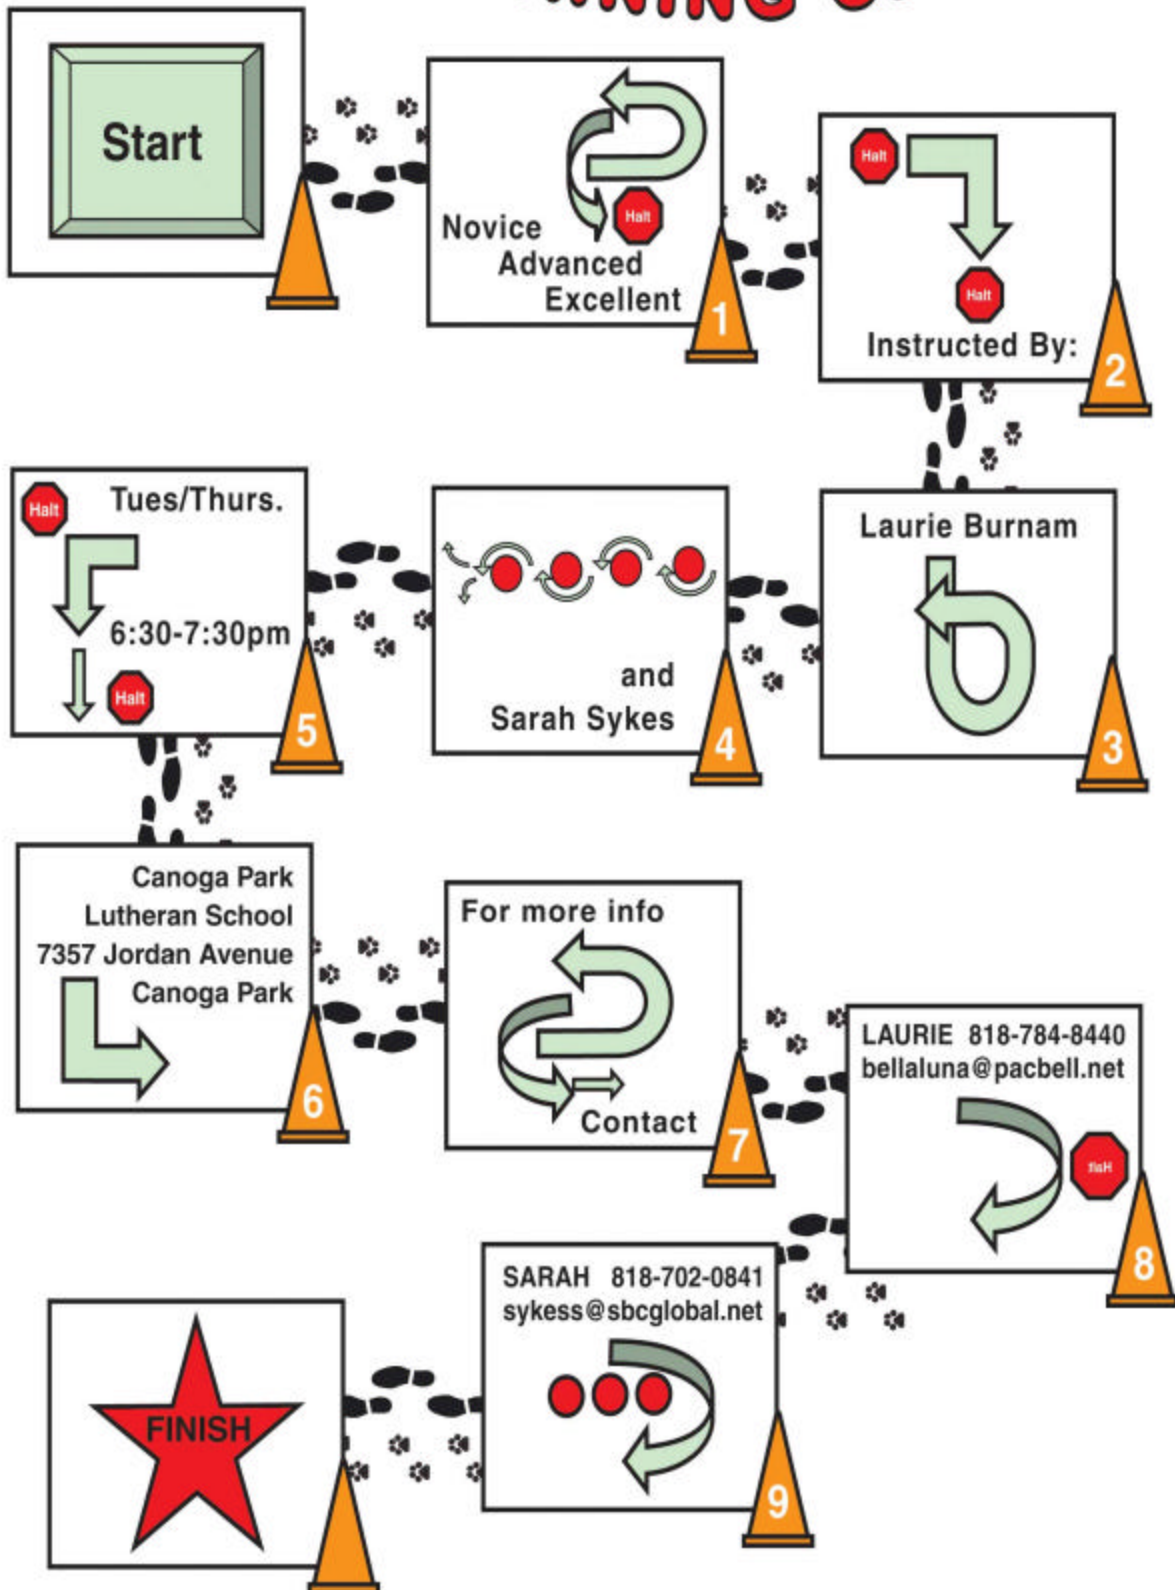 Start
Novice
Advanced
Excellent
Halt
1
Halt
Halt
Instructed By:
2
Laurie Burnam
3
and
Sarah Sykes
4
Tues/Thurs.
Halt
6:30-7:30pm
Halt
5
Canoga Park
Lutheran School
7357 Jordan Avenue
Canoga Park
6
For more info
Contact
7
LAURIE 818-784-8440
bellaluna@pacbell.net
Halt
8
SARAH 818-702-0841
sykess@sbcglobal.net
9
FINISH